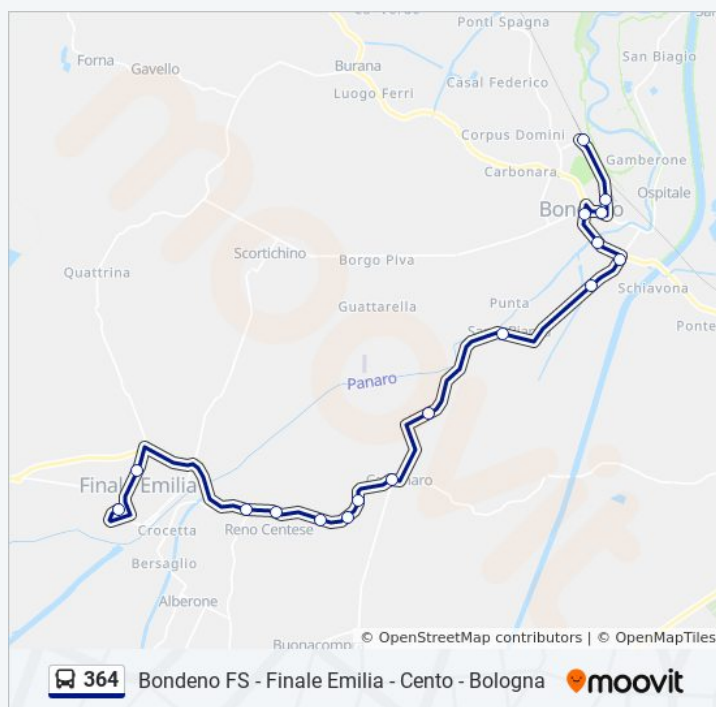 Ponti Spagna
San Biagio
Forna
Gavello
Burana
Casal Federico
Luogo Ferri
Corpus Domini
Gamberone
Carbonara
Ospitale
Scortichino
Borgo Piva
Quattrina
Schiavona
Guattarella
Punta
Panaro
Finale Emilia
Reno Centese
Crocetta
Bersaglio
Alberone
Buonacompra
moovit
© OpenStreetMap contributors | © OpenMapTiles
364 Bondeno FS - Finale Emilia - Cento - Bologna moovit